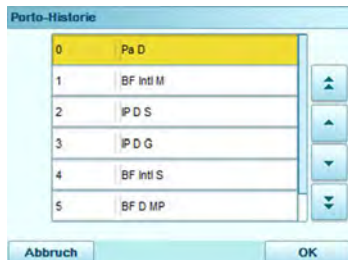 Porto-Historie
0 Pa D
1 BF Intl M
2 IP D S
3 IP D G
4 BF Intl S
5 BF D MP
Abbruch OK